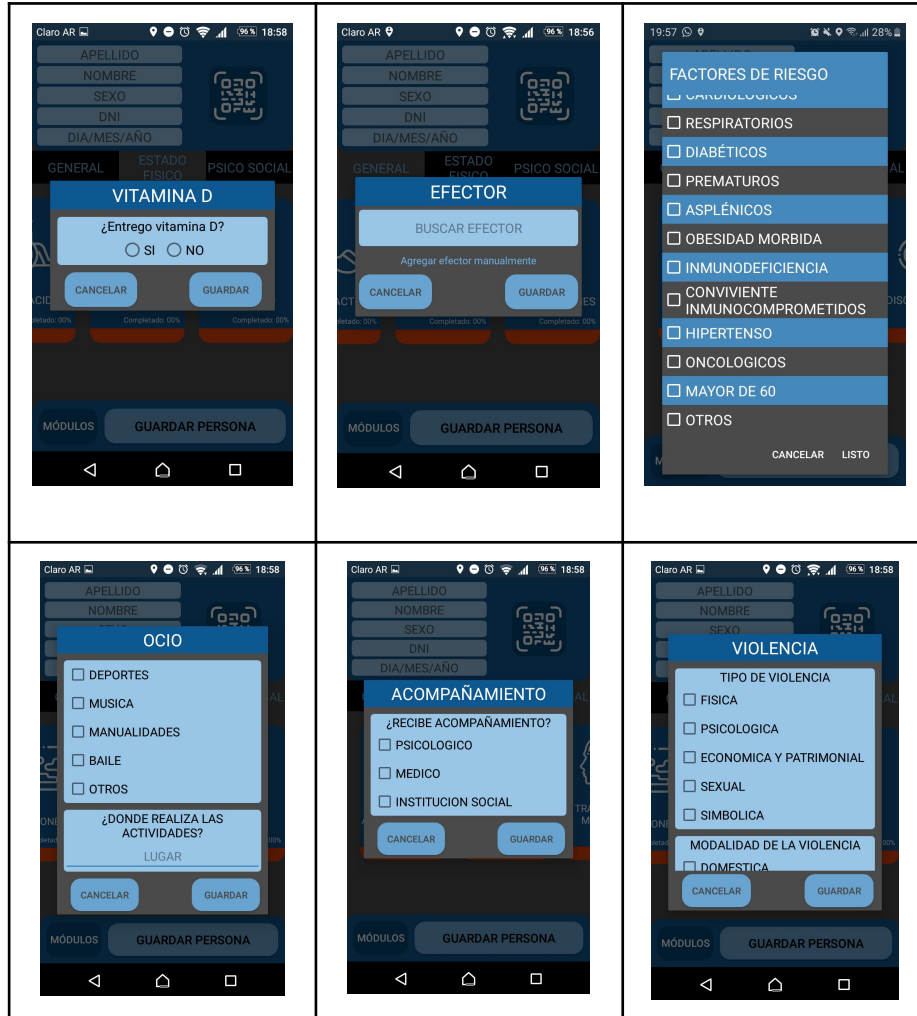 Claro AR 96% 18:58
APELLIDO
NOMBRE
SEXO
DNI
DIA/MES/AÑO
GENERAL ESTADO FISICO PSICO SOCIAL
VITAMINA D
¿Entrego vitamina D?
SI NO
CANCELAR GUARDAR
Completado: 00% Completado: 00%
MÓDULOS GUARDAR PERSONA
Claro AR 96% 18:56
APELLIDO
NOMBRE
SEXO
DNI
DIA/MES/AÑO
GENERAL ESTADO FISICO PSICO SOCIAL
EFECTOR
BUSCAR EFECTOR
Agregar efector manualmente
CANCELAR GUARDAR
Completado: 00% Completado: 00%
MÓDULOS GUARDAR PERSONA
19:57 28%
FACTORES DE RIESGO
CARDIOLOGICOS
RESPIRATORIOS
DIABÉTICOS
PREMATUROS
ASPLÉNICOS
OBESIDAD MORBIDA
INMUNODEFICIENCIA
CONVIVIENTE
INMUNOCOMPROMETIDOS
HIPERTENSO
ONCOLOGICOS
MAYOR DE 60
OTROS
CANCELAR LISTO
Claro AR 96% 18:58
APELLIDO
NOMBRE
OCIO
DEPORTES
MUSICA
MANUALIDADES
BAILE
OTROS
¿DONDE REALIZA LAS
ACTIVIDADES?
LUGAR
CANCELAR GUARDAR
MÓDULOS GUARDAR PERSONA
Claro AR 96% 18:58
APELLIDO
NOMBRE
SEXO
DNI
DIA/MES/AÑO
ACOMPAÑAMIENTO
¿RECIBE ACOMPAÑAMIENTO?
PSICOLOGICO
MEDICO
INSTITUCION SOCIAL
CANCELAR GUARDAR
MÓDULOS GUARDAR PERSONA
Claro AR 96% 18:58
APELLIDO
NOMBRE
SEXO
VIOLENCIA
TIPO DE VIOLENCIA
FISICA
PSICOLOGICA
ECONOMICA Y PATRIMONIAL
SEXUAL
SIMBOLICA
MODALIDAD DE LA VIOLENCIA
DOMESTICA
CANCELAR GUARDAR
MÓDULOS GUARDAR PERSONA